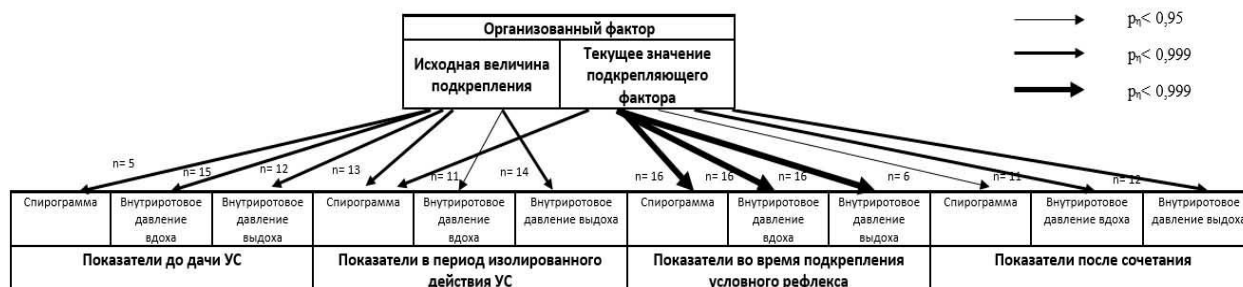 Организованный фактор
Исходная величина
подкрепления
Текущее значение
подкрепляющего
фактора
pη< 0,95
pη< 0,999
pη< 0,999
n= 5
n= 15
n= 12
n= 13
n= 11
n= 14
n= 16
n= 16
n= 16
n= 6
n= 11
n= 12
Спирограмма
Внутриротовое
давление
вдоха
Внутриротовое
давление
выдоха
Спирограмма
Внутриротовое
давление
вдоха
Внутриротовое
давление выдоха
Спирограмма
Внутриротовое
давление
вдоха
Внутриротовое
давление
выдоха
Спирограмма
Внутриротовое
давление вдоха
Внутриротовое
давление выдоха
Показатели до дачи УС
Показатели в период изолированного
действия УС
Показатели во время подкрепления
условного рефлекса
Показатели после сочетания